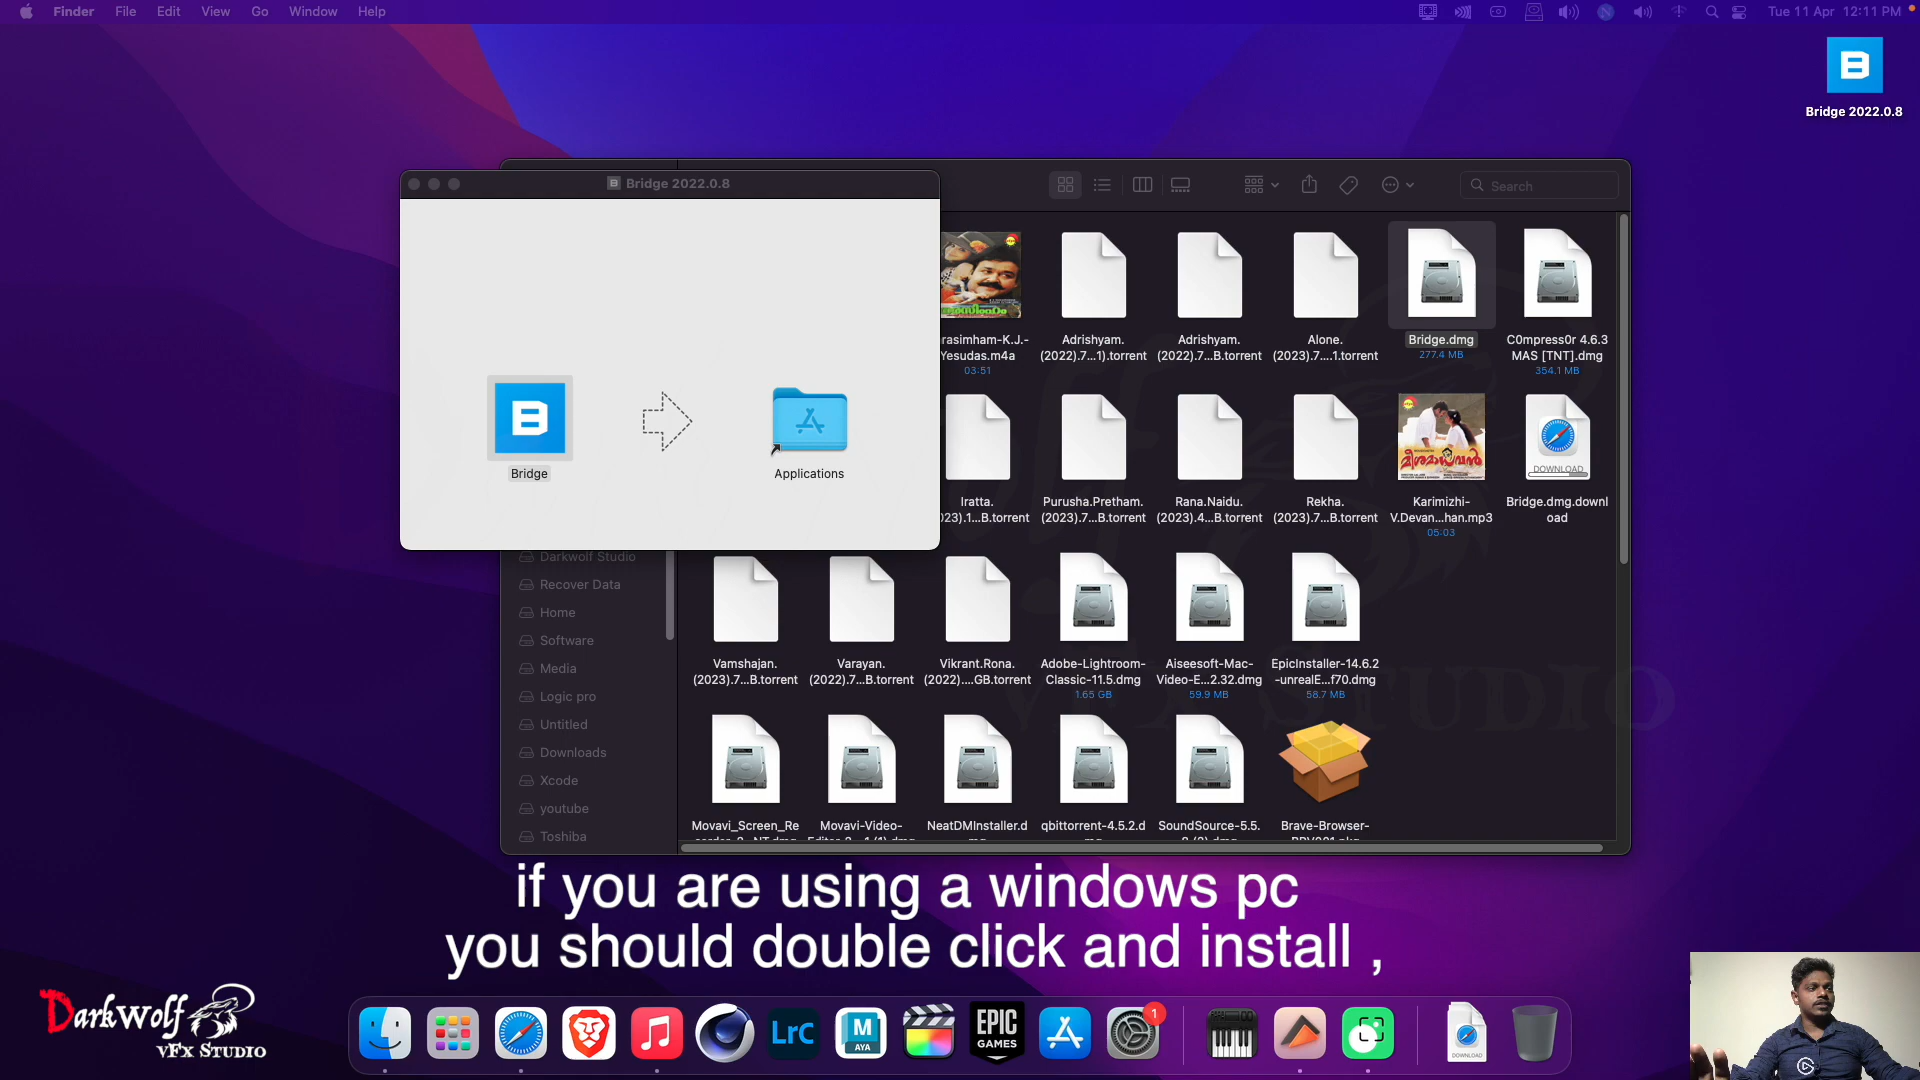 Finder File Edit View Go Window Help
Tue 11 Apr 12:11 PM
Bridge 2022.0.8
Bridge 2022.0.8
Search
Bridge
Applications
rasimham-K.J.-
Yesudas.m4a
03:51
Adrishyam.
(2022).7...1).torrent
Adrishyam.
(2022).7...B.torrent
Alone.
(2023).7....1.torrent
Bridge.dmg
277.4 MB
C0mpress0r 4.6.3
MAS [TNT].dmg
354.1 MB
Iratta.
2023).1...B.torrent
Purusha.Pretham.
(2023).7...B.torrent
Rana.Naidu.
(2023).4...B.torrent
Rekha.
(2023).7...B.torrent
Karimizhi-
V.Devan...han.mp3
05:03
DOWNLOAD
Bridge.dmg.downl
oad
Darkwolf Studio
Recover Data
Home
Software
Media
Logic pro
Untitled
Downloads
Xcode
youtube
Toshiba
Vamshajan.
(2023).7...B.torrent
Varayan.
(2022).7...B.torrent
Vikrant.Rona.
(2022)....GB.torrent
Adobe-Lightroom-
Classic-11.5.dmg
1.65 GB
Aiseesoft-Mac-
Video-E...2.32.dmg
59.9 MB
EpicInstaller-14.6.2
-unrealE...f70.dmg
58.7 MB
Movavi_Screen_Re
Movavi-Video-
NeatDMInstaller.d
qbittorrent-4.5.2.d
SoundSource-5.5.
Brave-Browser-
VFX STUDIO
if you are using a windows pc
you should double click and install ,
Darkwolf
vFx Studio
LrC
M
AYA
EPIC
GAMES
1
DOWNLOAD